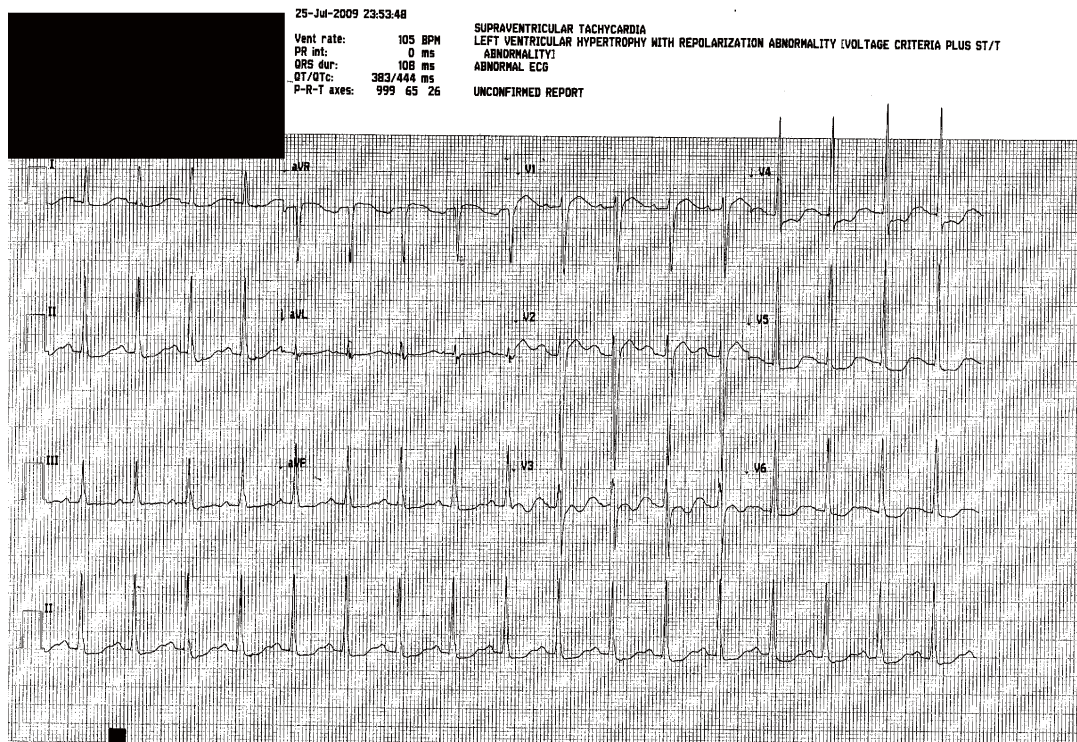 25-Jul-2009 23:53:48
Vent rate: 105 BPM
PR int: 0 ms
QRS dur: 108 ms
QT/QTc: 383/444 ms
P-R-T axes: 999 65 26
SUPRAVENTRICULAR TACHYCARDIA
LEFT VENTRICULAR HYPERTROPHY WITH REPOLARIZATION ABNORMALITY [VOLTAGE CRITERIA PLUS ST/T
ABNORMALITY]
ABNORMAL ECG
UNCONFIRMED REPORT
I aVR V1 V4
II aVL V2 V5
III aVF V3 V6
II